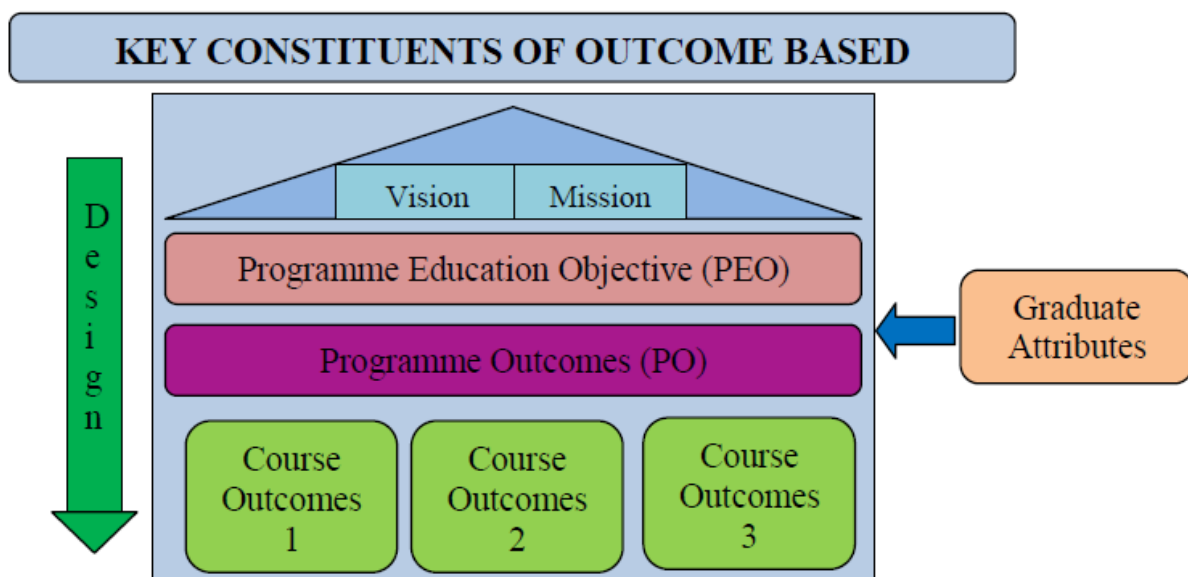 KEY CONSTITUENTS OF OUTCOME BASED
Design
Vision
Mission
Programme Education Objective (PEO)
Programme Outcomes (PO)
Graduate
Attributes
Course
Outcomes
1
Course
Outcomes
2
Course
Outcomes
3